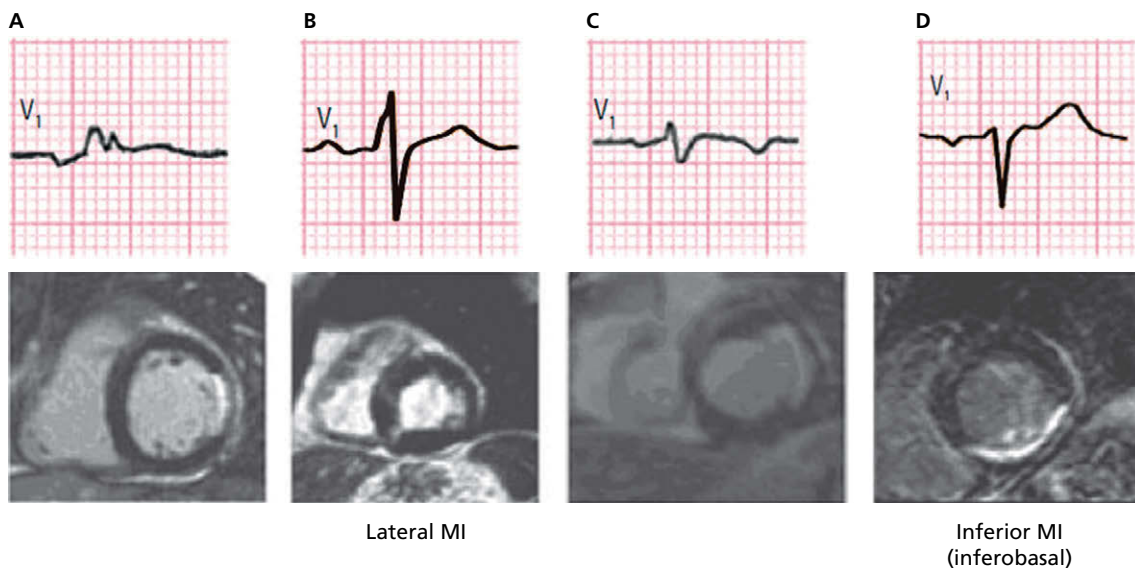 A
B
C
D
V1
V1
V1
V1
Lateral MI
Inferior MI
(inferobasal)